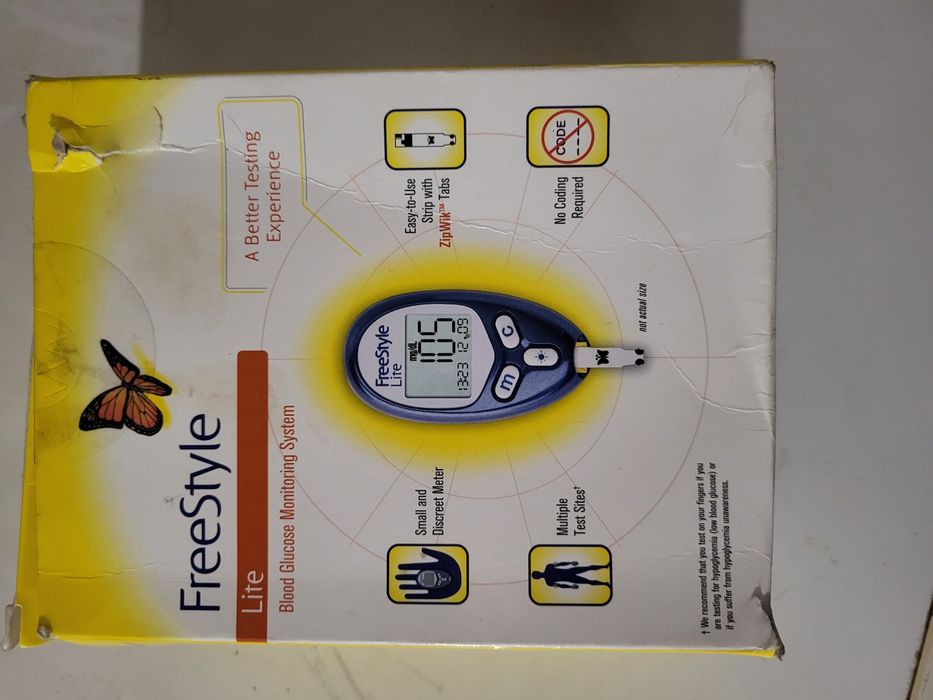 FreeStyle
Lite
Blood Glucose Monitoring System
A Better Testing
Experience
Small and
Discreet Meter
Easy-to-Use
Strip with
ZipWik™ Tabs
FreeStyle
Lite
mg/dL
105
13:23 12.09
m
c
Multiple
Test Sites†
CODE
No Coding
Required
not actual size
† We recommend that you test on your fingers if you
are testing for hypoglycemia (low blood glucose) or
if you suffer from hypoglycemia unawareness.